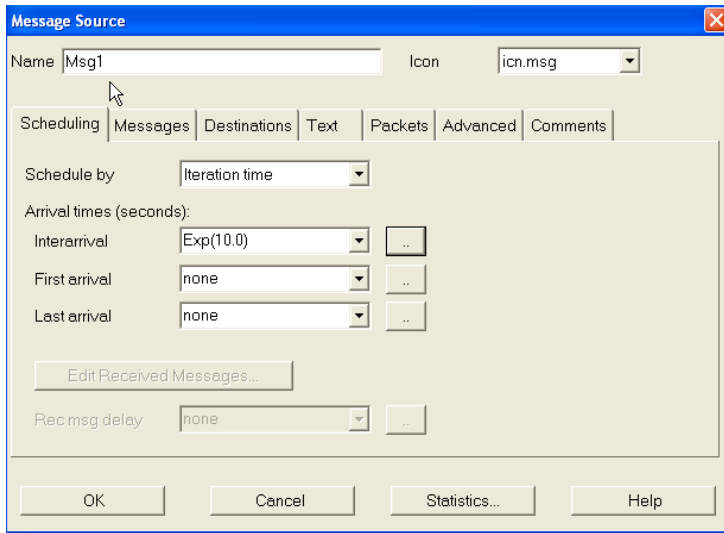 Message Source
Name Msg1 Icon icn.msg
Scheduling Messages Destinations Text Packets Advanced Comments
Schedule by Iteration time
Arrival times (seconds):
Interarrival Exp(10.0) ..
First arrival none ..
Last arrival none ..
Edit Received Messages...
Rec msg delay none ..
OK Cancel Statistics... Help